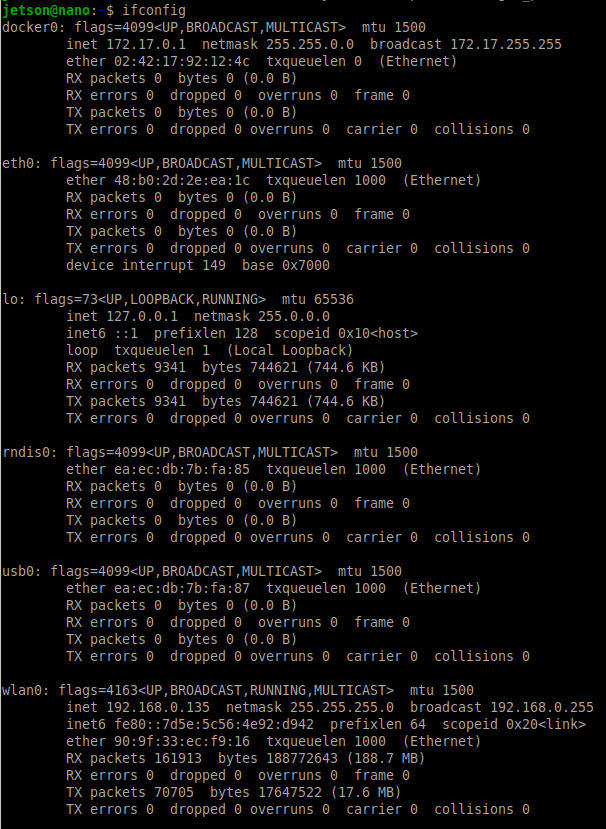 jetson@nano:~$ ifconfig
docker0: flags=4099<UP,BROADCAST,MULTICAST>  mtu 1500
        inet 172.17.0.1  netmask 255.255.0.0  broadcast 172.17.255.255
        ether 02:42:17:92:12:4c  txqueuelen 0  (Ethernet)
        RX packets 0  bytes 0 (0.0 B)
        RX errors 0  dropped 0  overruns 0  frame 0
        TX packets 0  bytes 0 (0.0 B)
        TX errors 0  dropped 0 overruns 0  carrier 0  collisions 0

eth0: flags=4099<UP,BROADCAST,MULTICAST>  mtu 1500
        ether 48:b0:2d:2e:ea:1c  txqueuelen 1000  (Ethernet)
        RX packets 0  bytes 0 (0.0 B)
        RX errors 0  dropped 0  overruns 0  frame 0
        TX packets 0  bytes 0 (0.0 B)
        TX errors 0  dropped 0 overruns 0  carrier 0  collisions 0
        device interrupt 149  base 0x7000

lo: flags=73<UP,LOOPBACK,RUNNING>  mtu 65536
        inet 127.0.0.1  netmask 255.0.0.0
        inet6 ::1  prefixlen 128  scopeid 0x10<host>
        loop  txqueuelen 1  (Local Loopback)
        RX packets 9341  bytes 744621 (744.6 KB)
        RX errors 0  dropped 0  overruns 0  frame 0
        TX packets 9341  bytes 744621 (744.6 KB)
        TX errors 0  dropped 0 overruns 0  carrier 0  collisions 0

rndis0: flags=4099<UP,BROADCAST,MULTICAST>  mtu 1500
        ether ea:ec:db:7b:fa:85  txqueuelen 1000  (Ethernet)
        RX packets 0  bytes 0 (0.0 B)
        RX errors 0  dropped 0  overruns 0  frame 0
        TX packets 0  bytes 0 (0.0 B)
        TX errors 0  dropped 0 overruns 0  carrier 0  collisions 0

usb0: flags=4099<UP,BROADCAST,MULTICAST>  mtu 1500
        ether ea:ec:db:7b:fa:87  txqueuelen 1000  (Ethernet)
        RX packets 0  bytes 0 (0.0 B)
        RX errors 0  dropped 0  overruns 0  frame 0
        TX packets 0  bytes 0 (0.0 B)
        TX errors 0  dropped 0 overruns 0  carrier 0  collisions 0

wlan0: flags=4163<UP,BROADCAST,RUNNING,MULTICAST>  mtu 1500
        inet 192.168.0.135  netmask 255.255.255.0  broadcast 192.168.0.255
        inet6 fe80::7d5e:5c56:4e92:d942  prefixlen 64  scopeid 0x20<link>
        ether 90:9f:33:ec:f9:16  txqueuelen 1000  (Ethernet)
        RX packets 161913  bytes 188772643 (188.7 MB)
        RX errors 0  dropped 0  overruns 0  frame 0
        TX packets 70705  bytes 17647522 (17.6 MB)
        TX errors 0  dropped 0 overruns 0  carrier 0  collisions 0